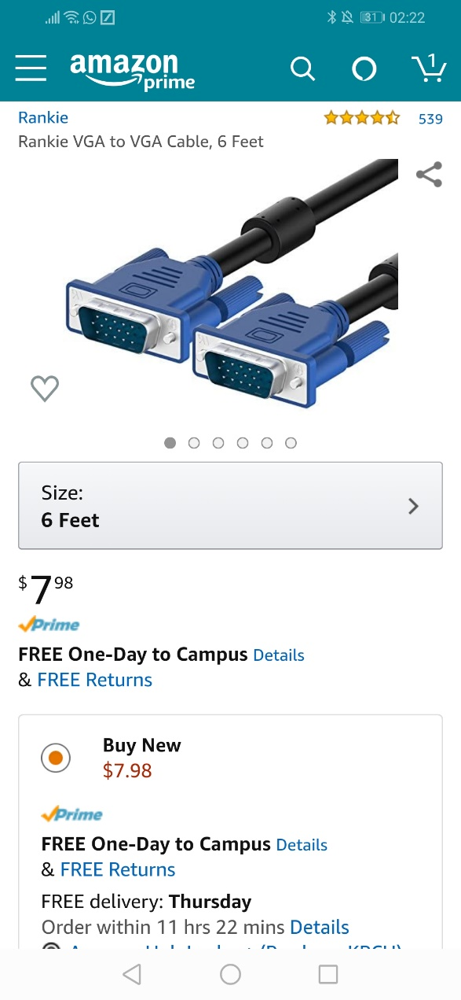 31 02:22
amazon
prime
1
Rankie
539
Rankie VGA to VGA Cable, 6 Feet
Size:
6 Feet
$7 98
Prime
FREE One-Day to Campus Details
& FREE Returns
Buy New
$7.98
Prime
FREE One-Day to Campus Details
& FREE Returns
FREE delivery: Thursday
Order within 11 hrs 22 mins Details